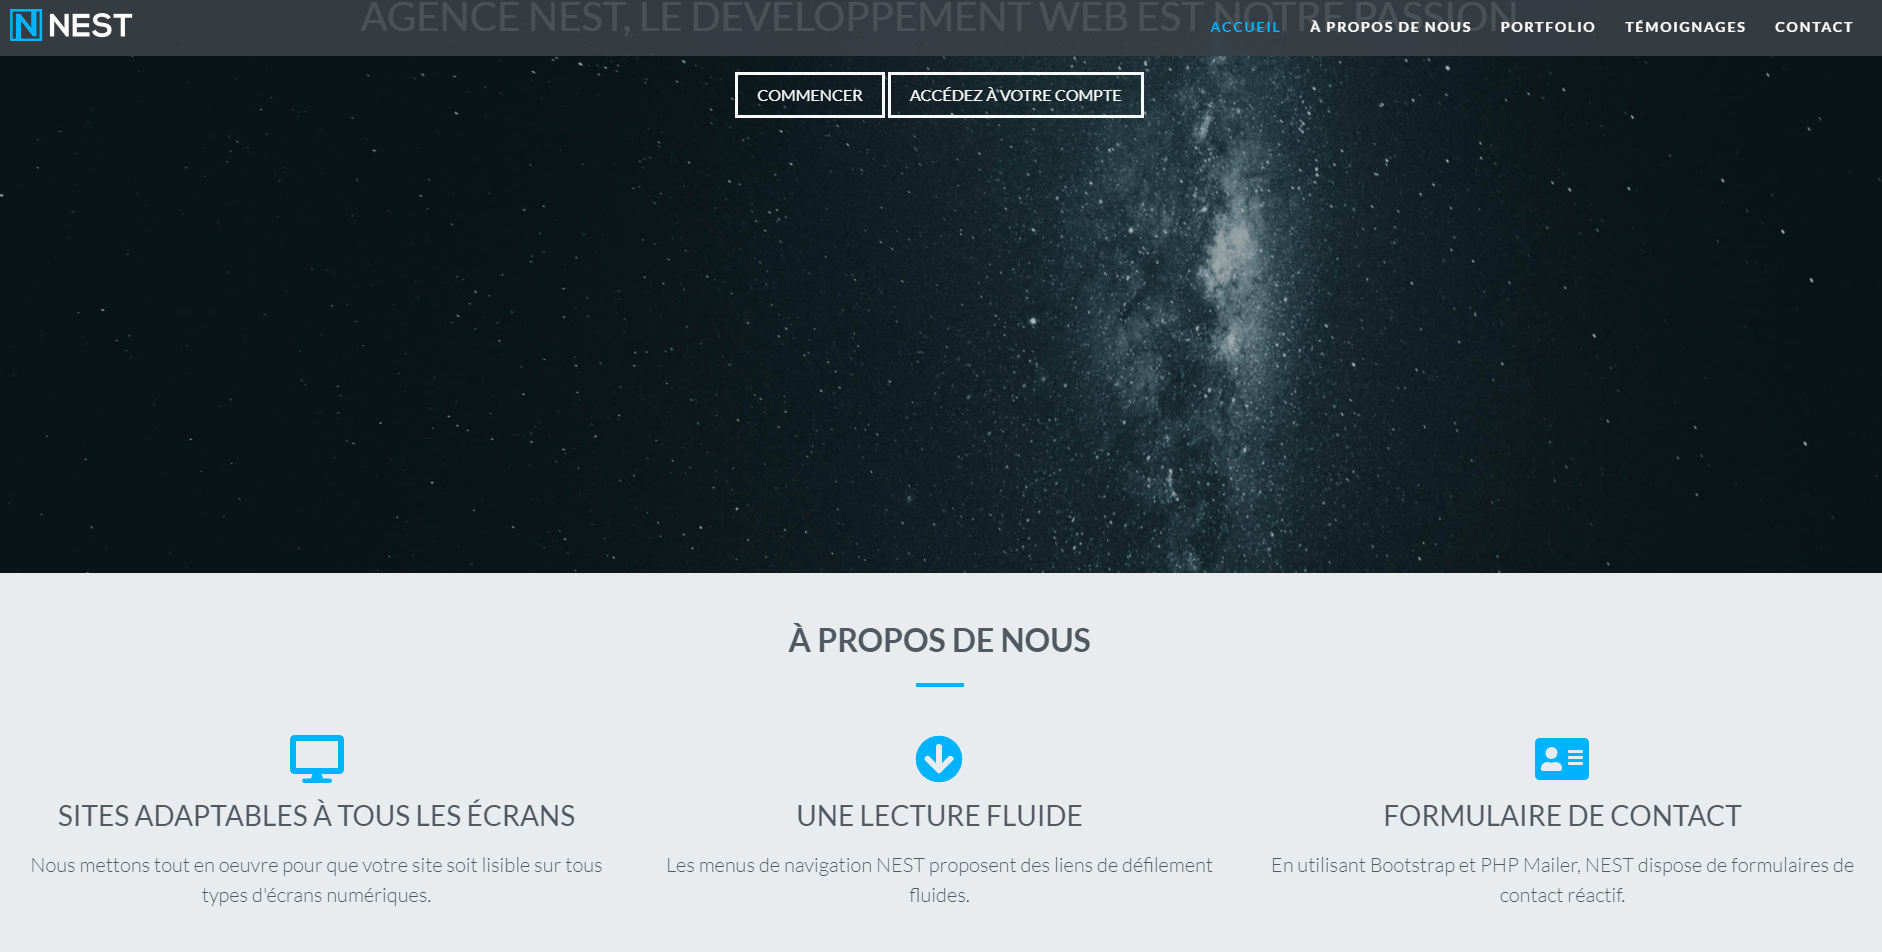 NEST
AGENCE NEST, LE DEVELOPPEMENT WEB EST NOTRE PASSION
ACCUEIL À PROPOS DE NOUS PORTFOLIO TÉMOIGNAGES CONTACT
COMMENCER
ACCÉDEZ À VOTRE COMPTE
À PROPOS DE NOUS
SITES ADAPTABLES À TOUS LES ÉCRANS
Nous mettons tout en oeuvre pour que votre site soit lisible sur tous
types d'écrans numériques.
UNE LECTURE FLUIDE
Les menus de navigation NEST proposent des liens de défilement
fluides.
FORMULAIRE DE CONTACT
En utilisant Bootstrap et PHP Mailer, NEST dispose de formulaires de
contact réactif.